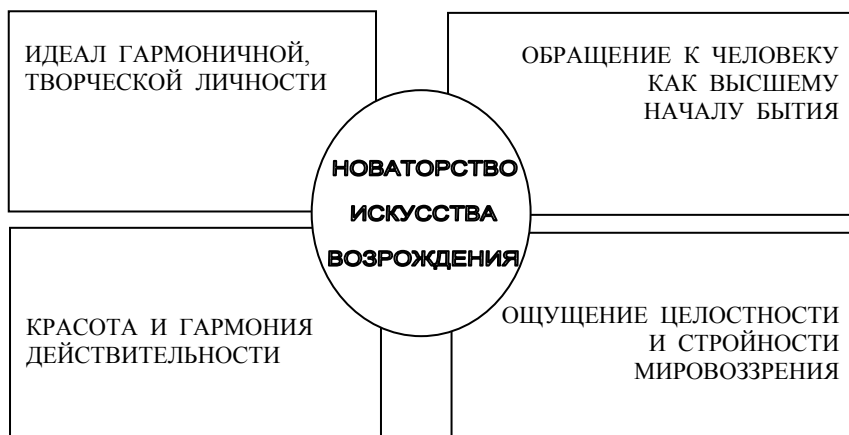 ИДЕАЛ ГАРМОНИЧНОЙ,
ТВОРЧЕСКОЙ ЛИЧНОСТИ
ОБРАЩЕНИЕ К ЧЕЛОВЕКУ
КАК ВЫСШЕМУ
НАЧАЛУ БЫТИЯ
НОВАТОРСТВО
ИСКУССТВА
ВОЗРОЖДЕНИЯ
КРАСОТА И ГАРМОНИЯ
ДЕЙСТВИТЕЛЬНОСТИ
ОЩУЩЕНИЕ ЦЕЛОСТНОСТИ
И СТРОЙНОСТИ
МИРОВОЗЗРЕНИЯ